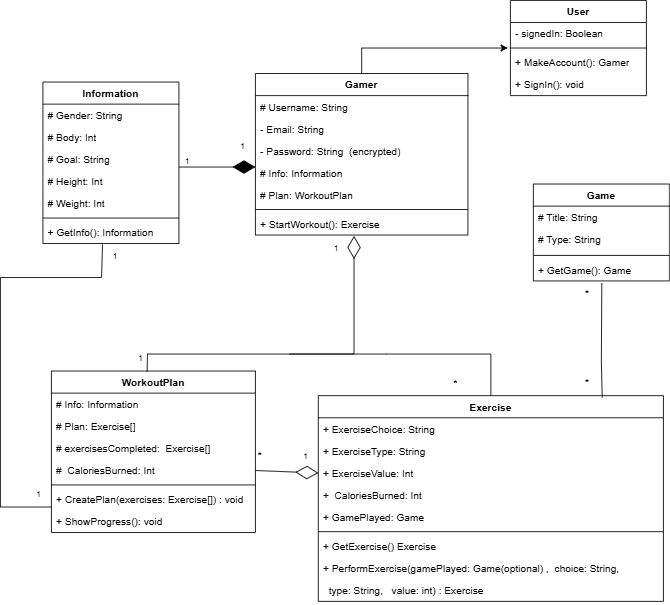 User
- signedIn: Boolean
+ MakeAccount(): Gamer
+ SignIn(): void
Gamer
# Username: String
- Email: String
- Password: String (encrypted)
# Info: Information
# Plan: WorkoutPlan
+ StartWorkout(): Exercise
Information
# Gender: String
# Body: Int
# Goal: String
# Height: Int
# Weight: Int
+ GetInfo(): Information
1
1
1
1
Game
# Title: String
# Type: String
+ GetGame(): Game
*
*
1
*
WorkoutPlan
# Info: Information
# Plan: Exercise[]
# exercisesCompleted: Exercise[]
# CaloriesBurned: Int
+ CreatePlan(exercises: Exercise[]) : void
+ ShowProgress(): void
1
*
1
Exercise
+ ExerciseChoice: String
+ ExerciseType: String
+ ExerciseValue: Int
+ CaloriesBurned: Int
+ GamePlayed: Game
+ GetExercise() Exercise
+ PerformExercise(gamePlayed: Game(optional) , choice: String,
type: String, value: int) : Exercise